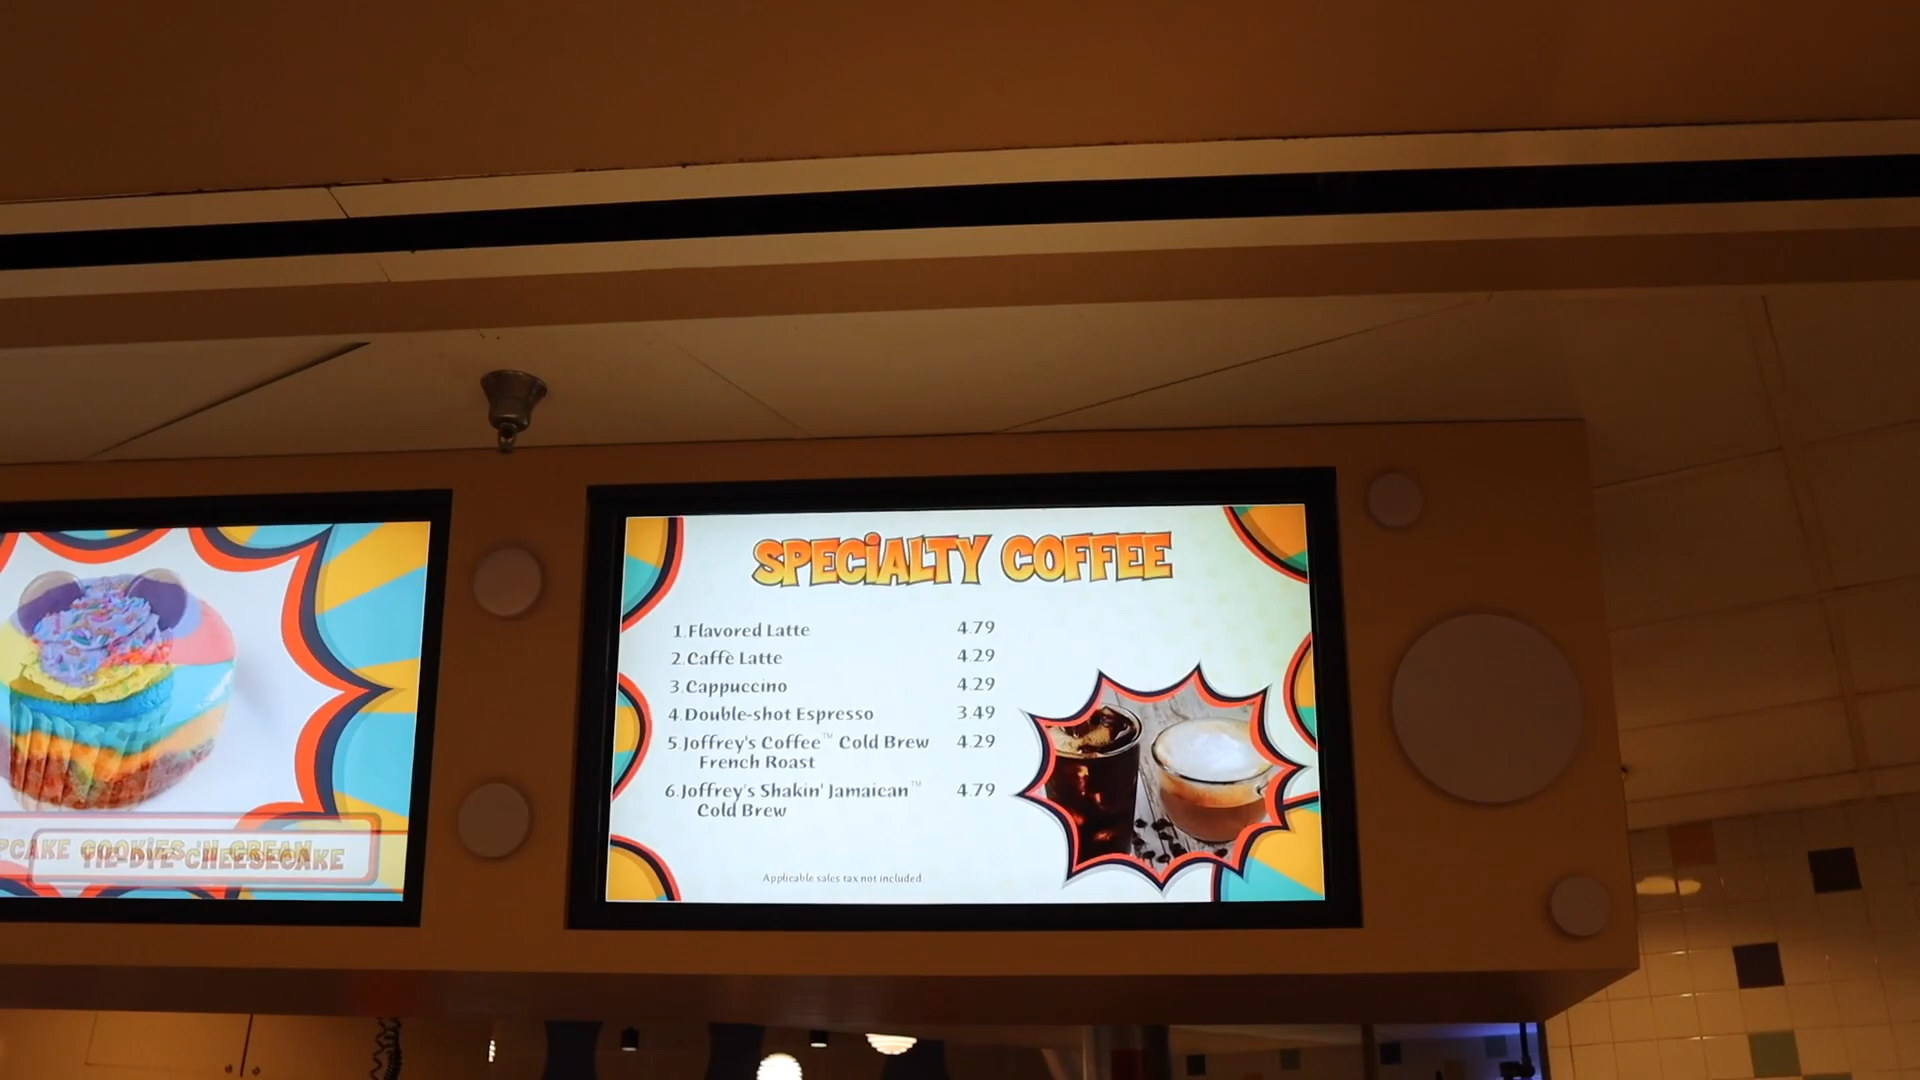 SPECiALTY COFFEE
1.Flavored Latte 4.79
2.Caffè Latte 4.29
3.Cappuccino 4.29
4.Double-shot Espresso 3.49
5.Joffrey's Coffee™ Cold Brew 4.29
French Roast
6.Joffrey's Shakin' Jamaican™ 4.79
Cold Brew
Applicable sales tax not included
TIE-DYE CHEESECAKE